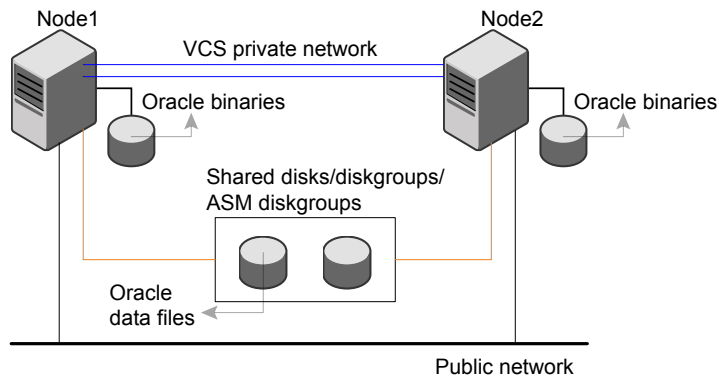 Node1
Node2
VCS private network
Oracle binaries
Oracle binaries
Shared disks/diskgroups/
ASM diskgroups
Oracle
data files
Public network